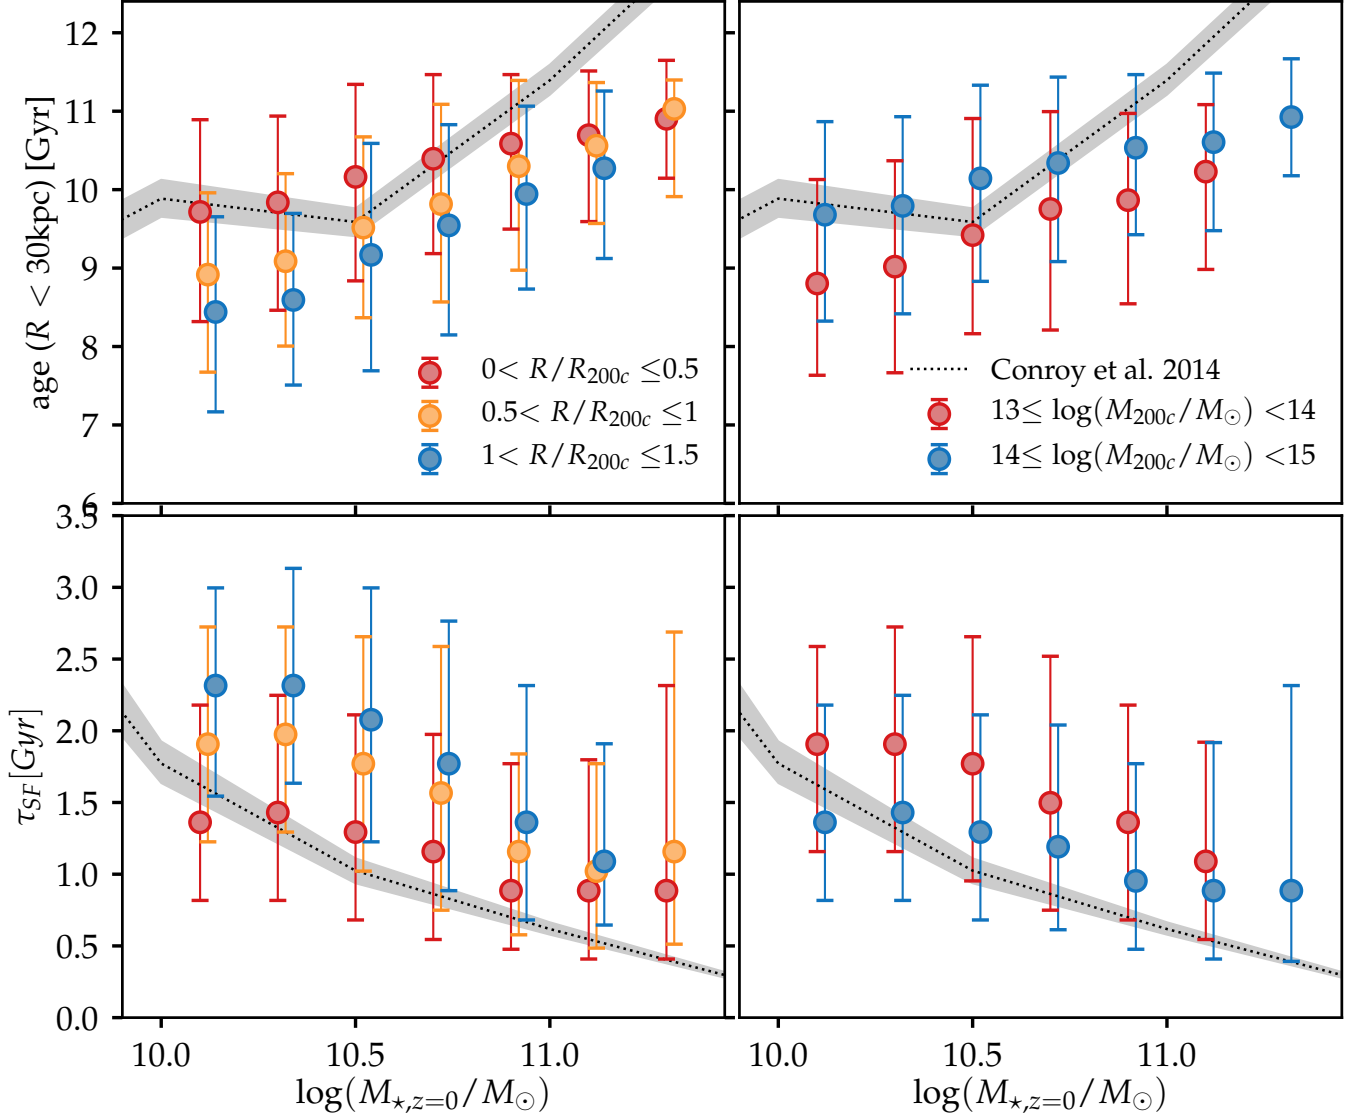 12
11
10
9
8
7
6
age (R < 30kpc) [Gyr]
0< R/R200c ≤0.5
0.5< R/R200c ≤1
1< R/R200c ≤1.5
Conroy et al. 2014
13≤ log(M200c/M⊙) <14
14≤ log(M200c/M⊙) <15
3.5
3.0
2.5
2.0
1.5
1.0
0.5
0.0
τSF[Gyr]
10.0 10.5 11.0
10.0 10.5 11.0
log(M⋆,z=0/M⊙)
log(M⋆,z=0/M⊙)